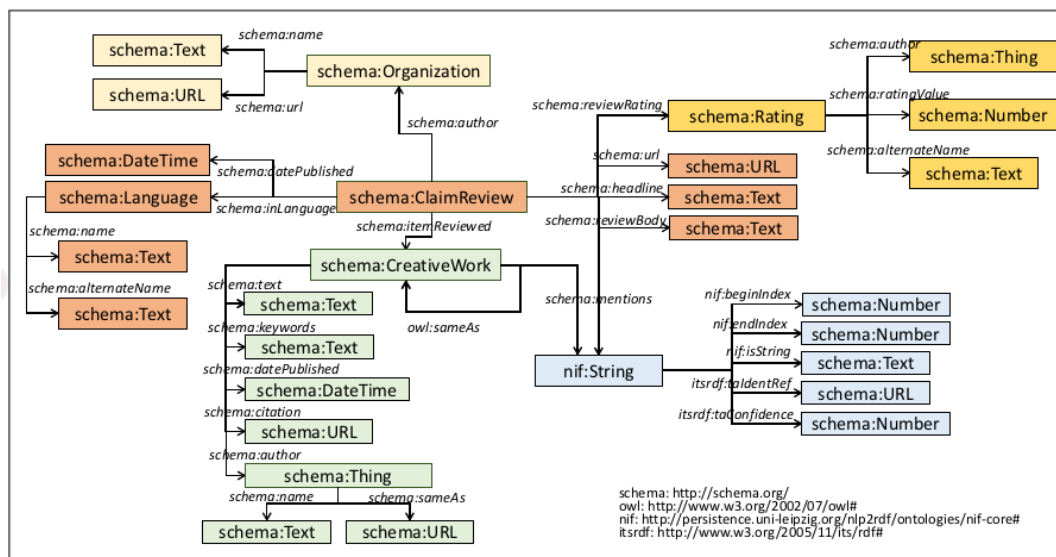 schema:name
schema:Text
schema:Organization
schema:URL
schema:url
schema:author
schema:DateTime
schema:datePublished
schema:Language
schema:inLanguage
schema:ClaimReview
schema:name
schema:Text
schema:alternateName
schema:Text
schema:itemReviewed
schema:CreativeWork
owl:sameAs
schema:text
schema:Text
schema:keywords
schema:Text
schema:datePublished
schema:DateTime
schema:citation
schema:URL
schema:author
schema:Thing
schema:name
schema:sameAs
schema:Text
schema:URL
schema:reviewRating
schema:Rating
schema:author
schema:Thing
schema:ratingValue
schema:Number
schema:alternateName
schema:Text
schema:url
schema:URL
schema:headline
schema:Text
schema:reviewBody
schema:Text
schema:mentions
nif:String
nif:beginIndex
schema:Number
nif:endIndex
schema:Number
nif:isString
schema:Text
itsrdf:taIdentRef
schema:URL
itsrdf:taConfidence
schema:Number
schema: http://schema.org/
owl: http://www.w3.org/2002/07/owl#
nif: http://persistence.uni-leipzig.org/nlp2rdf/ontologies/nif-core#
itsrdf: http://www.w3.org/2005/11/its/rdf#